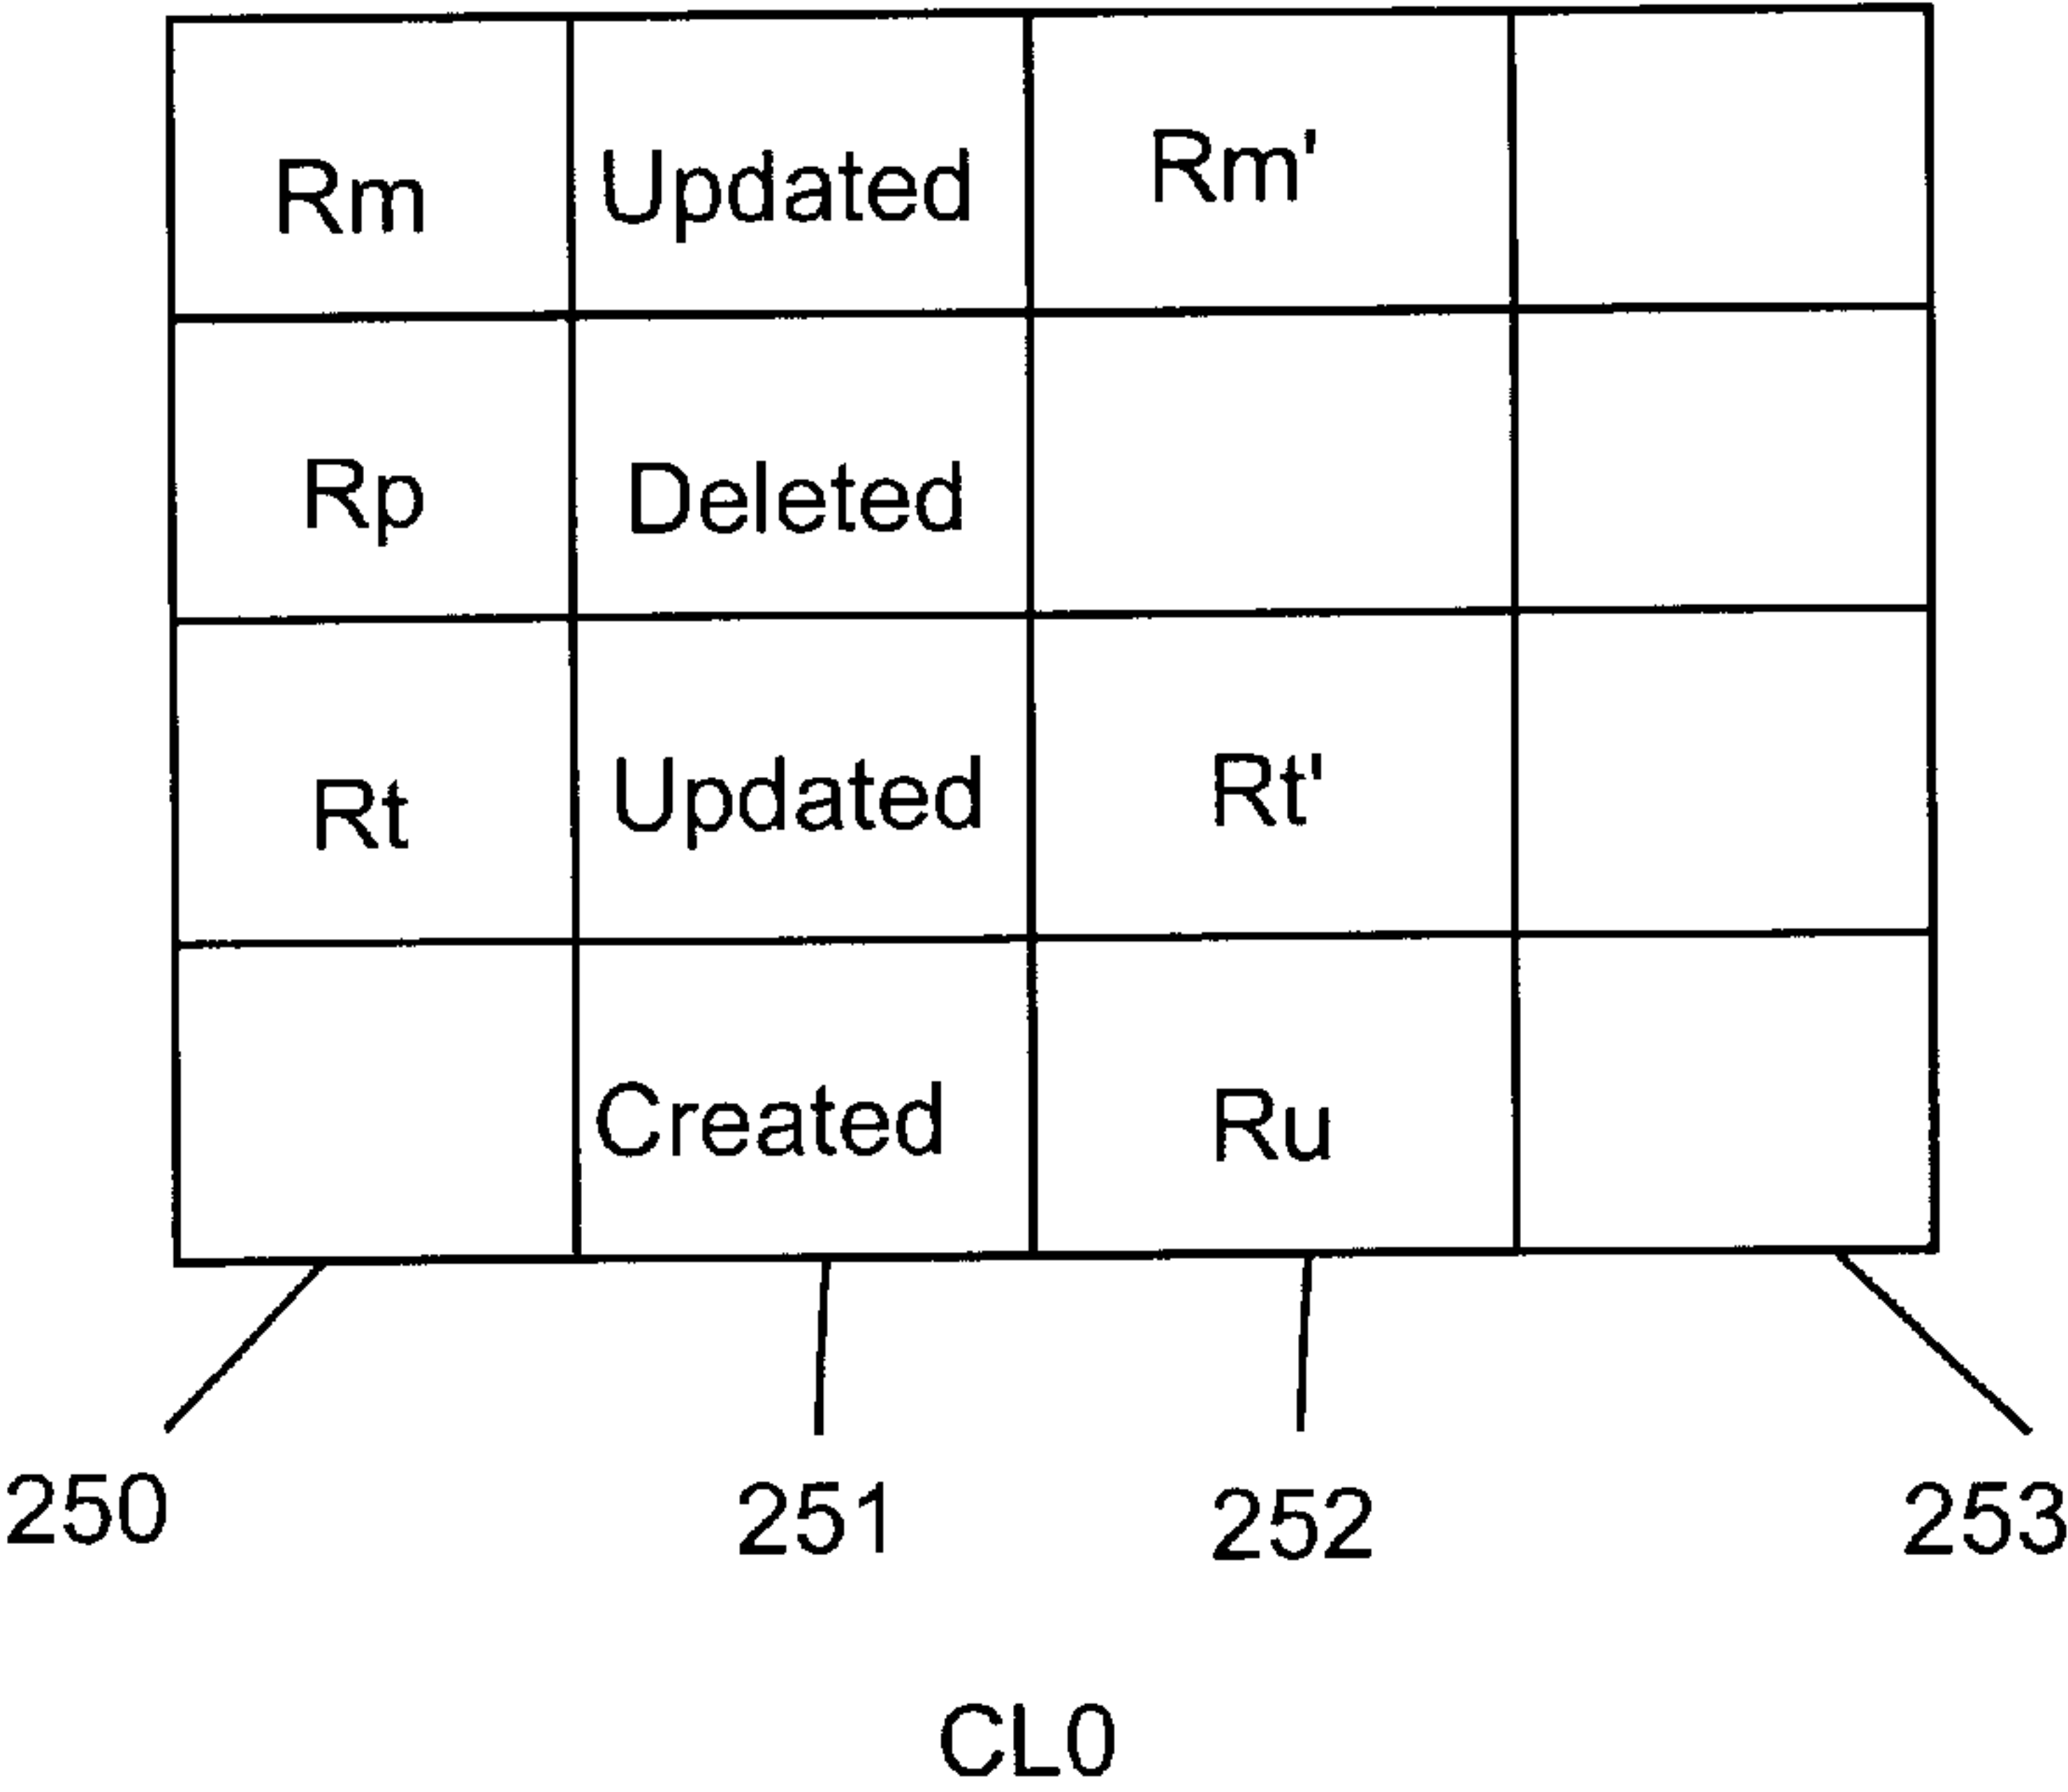 Rm Updated Rm'
Rp Deleted
Rt Updated Rt'
Created Ru
250 251 252 253
CL0